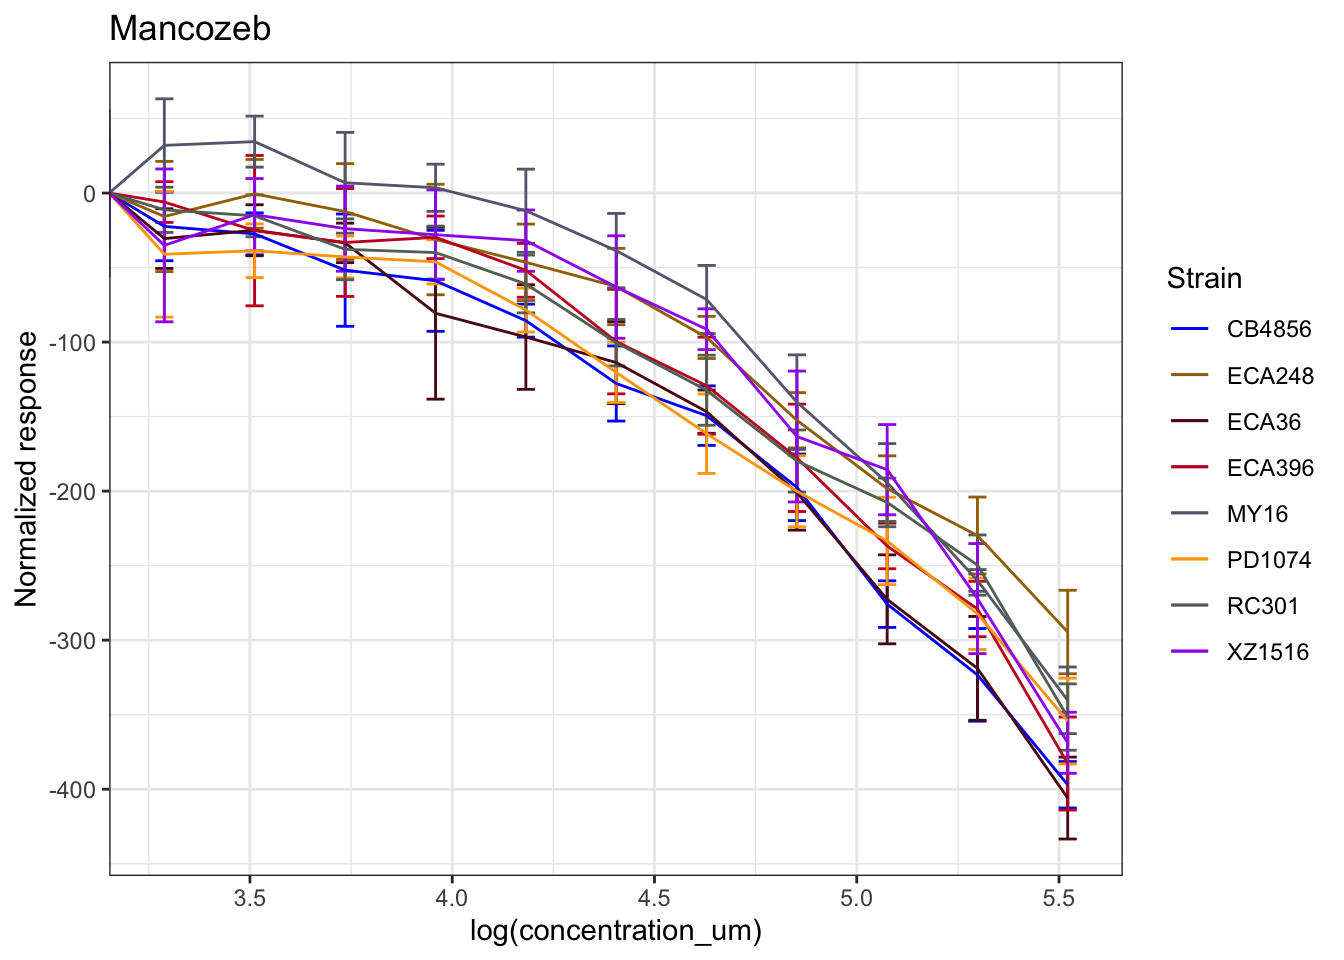 Mancozeb
Normalized response
0
-100
-200
-300
-400
3.5
4.0
4.5
5.0
5.5
log(concentration_um)
Strain
CB4856
ECA248
ECA36
ECA396
MY16
PD1074
RC301
XZ1516